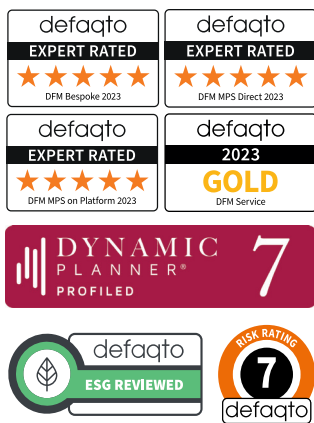 defaqto
EXPERT RATED
DFM Bespoke 2023
defaqto
EXPERT RATED
DFM MPS Direct 2023
defaqto
EXPERT RATED
DFM MPS on Platform 2023
defaqto
2023
GOLD
DFM Service
DYNAMIC
PLANNER®
PROFILED
7
defaqto
ESG REVIEWED
RISK RATING
7
defaqto